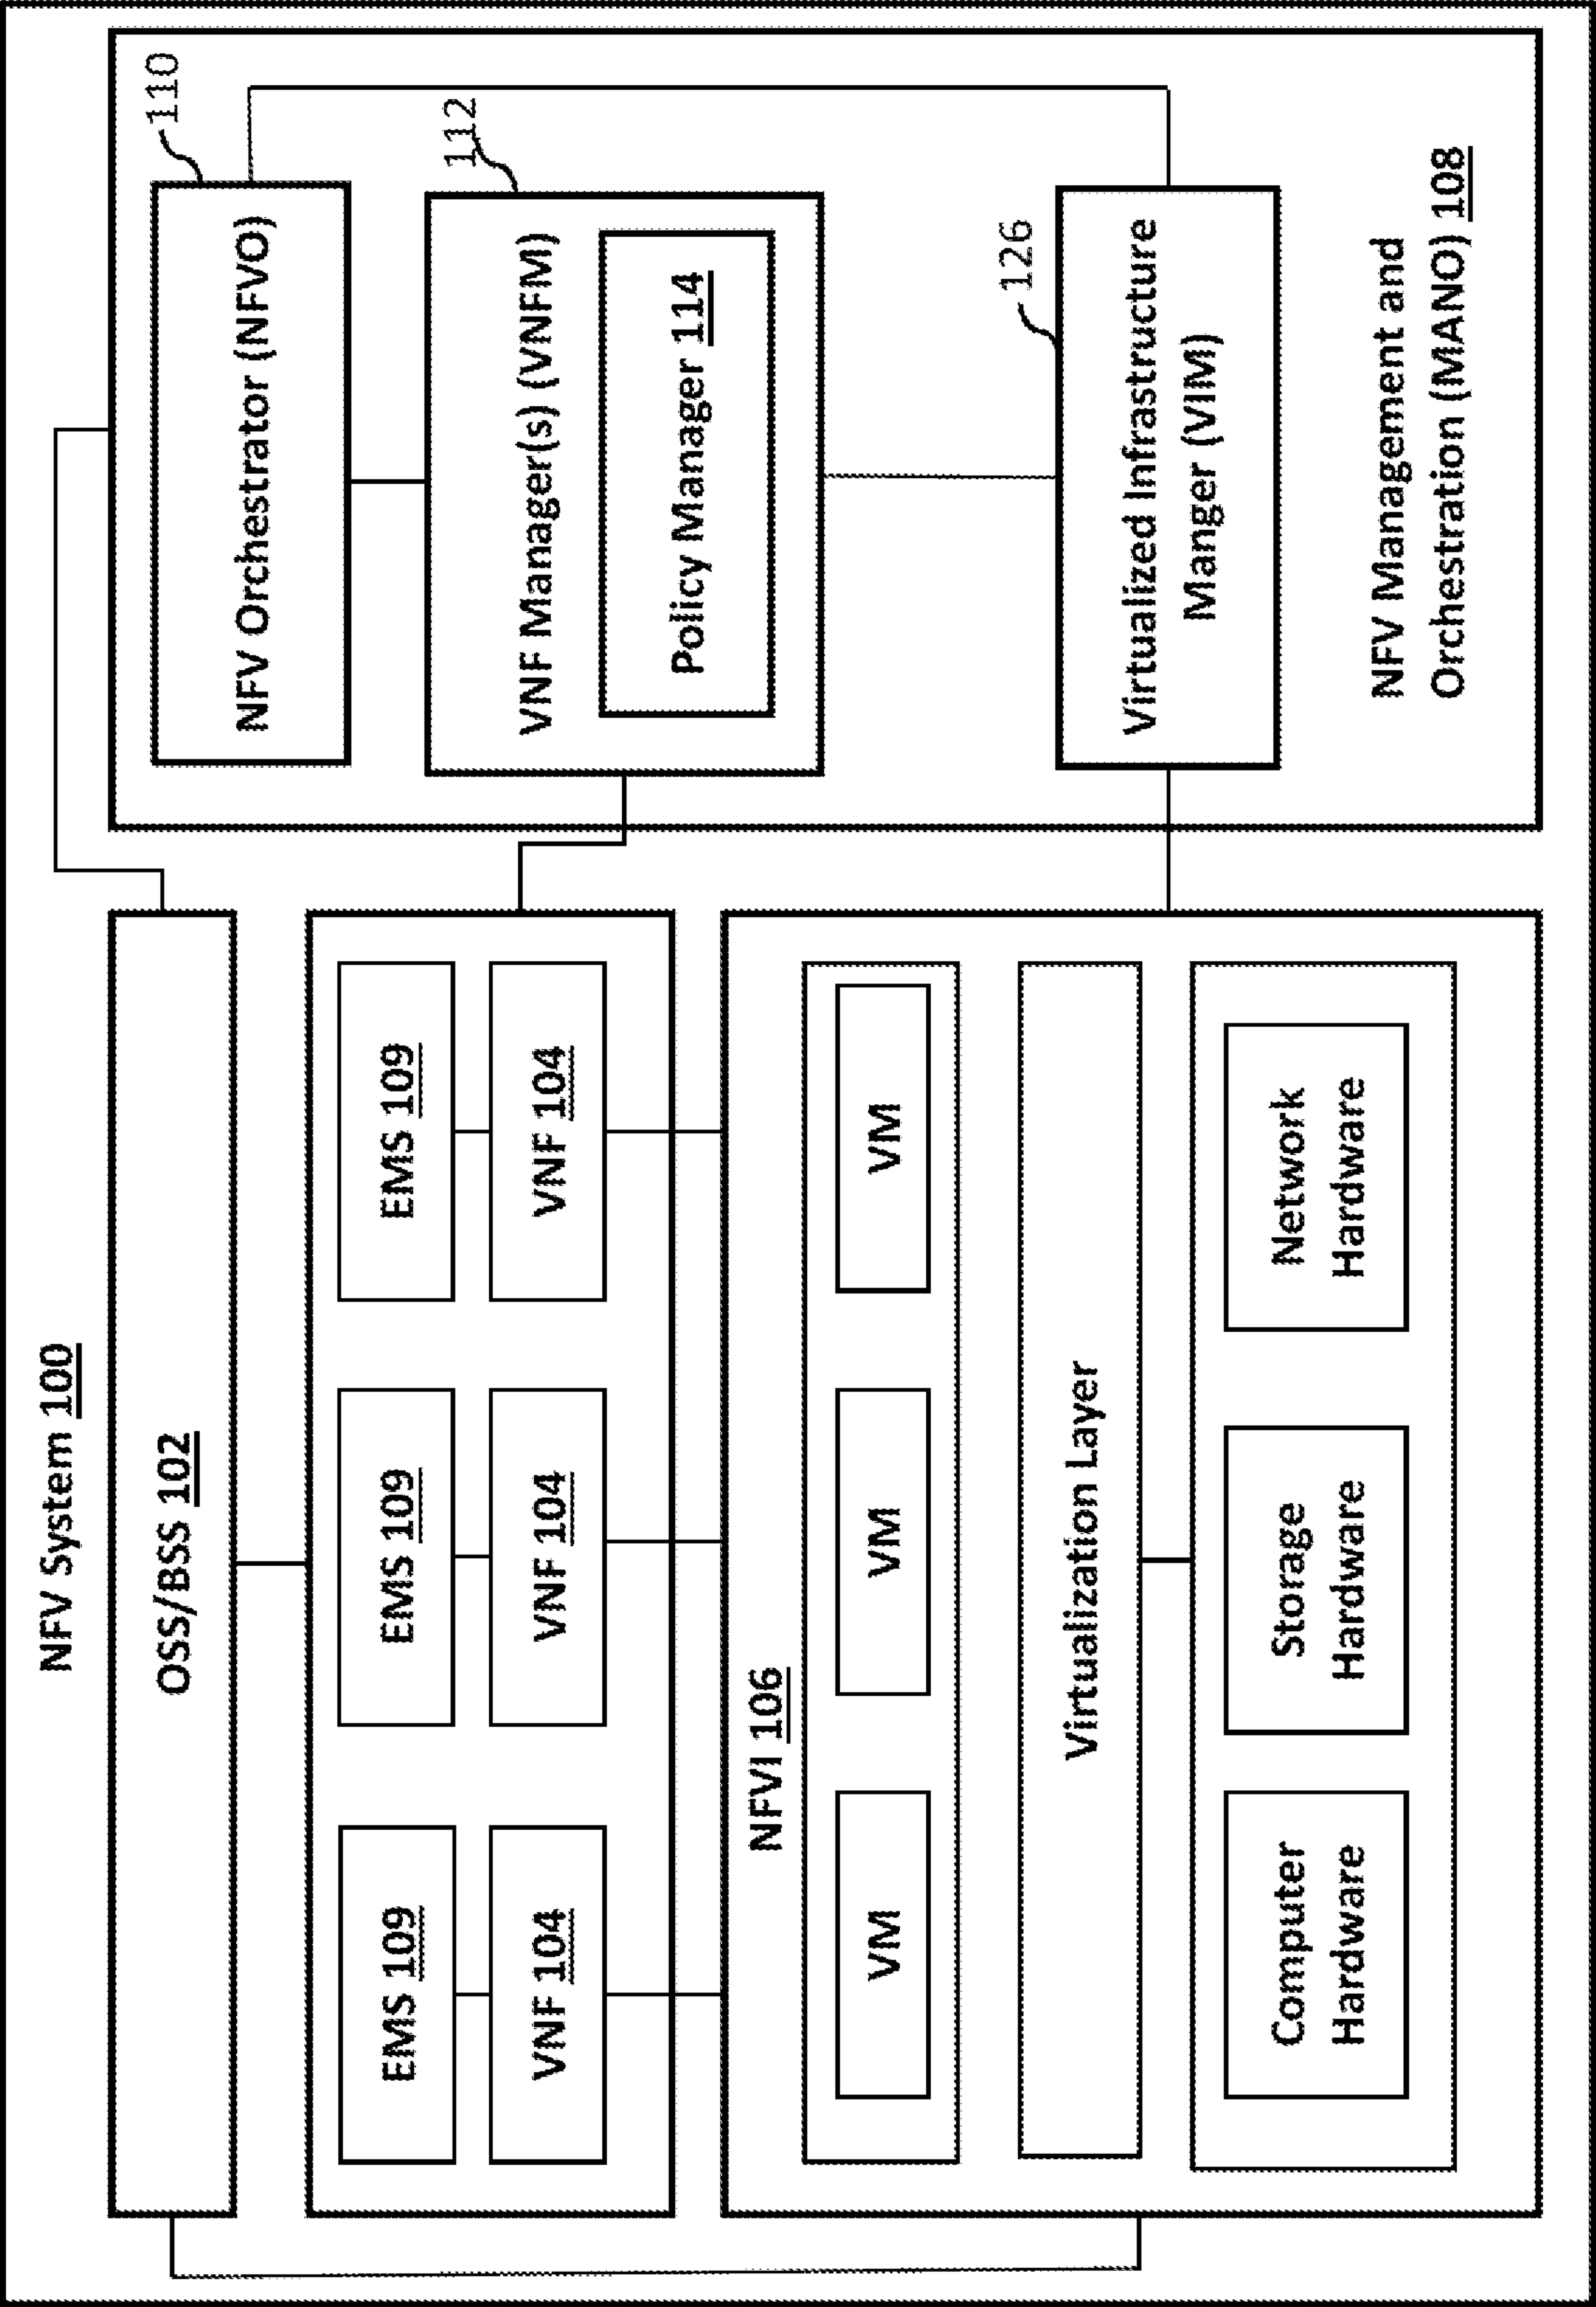 NFV System 100
OSS/BSS 102
EMS 109
EMS 109
EMS 109
VNF 104
VNF 104
VNF 104
NFVI 106
VM
VM
VM
Virtualization Layer
Computer
Hardware
Storage
Hardware
Network
Hardware
110
NFV Orchestrator (NFVO)
112
VNF Manager(s) (VNFM)
Policy Manager 114
126
Virtualized Infrastructure
Manger (VIM)
NFV Management and
Orchestration (MANO) 108